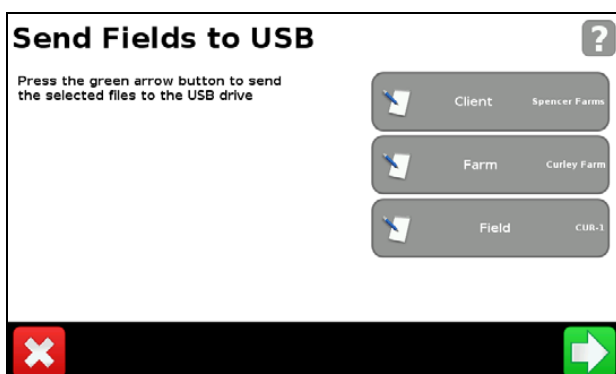 Send Fields to USB
?
Press the green arrow button to send
the selected files to the USB drive
Client Spencer Farms
Farm Curley Farm
Field CUR-1